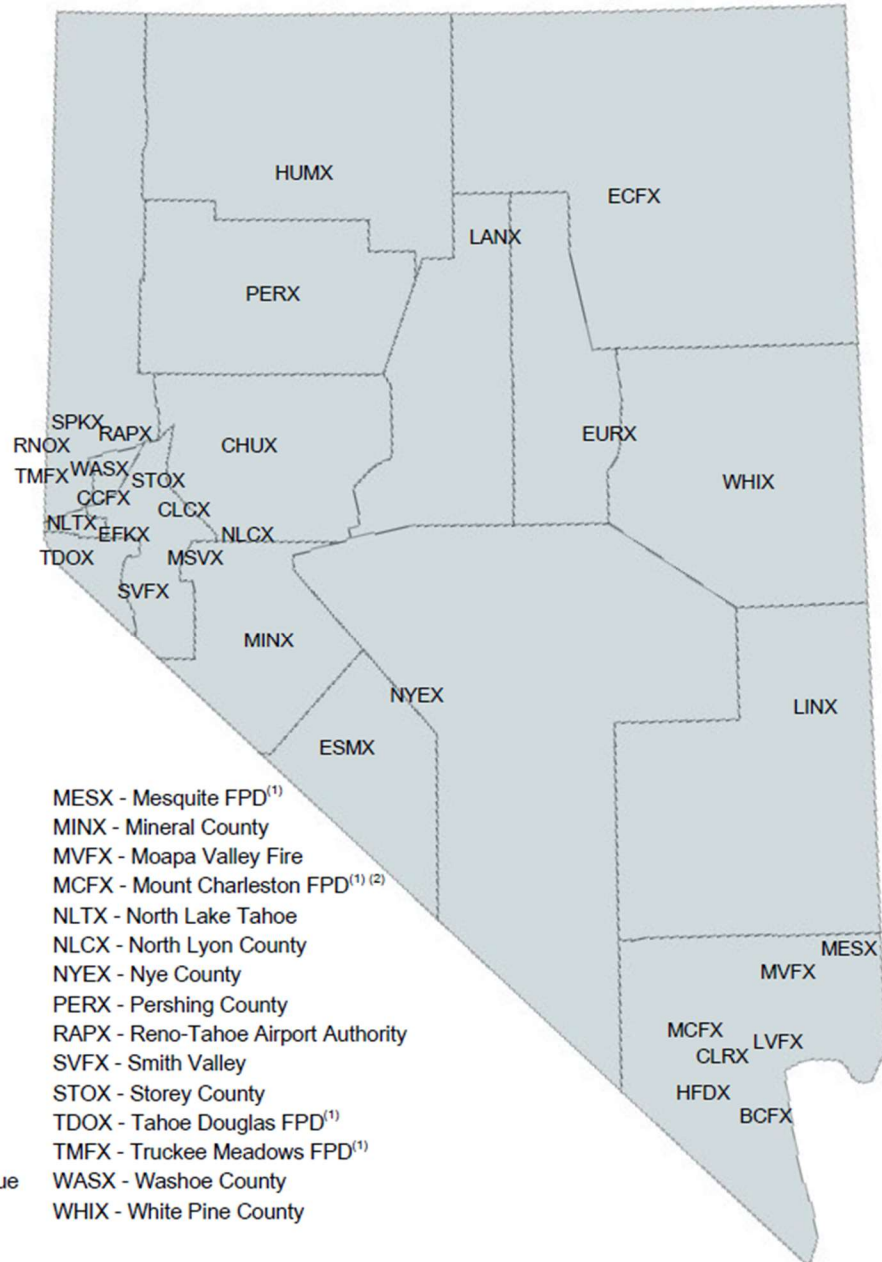 HUMX
ECFX
LANX
PERX
SPKX
RAPX
RNOX
CHUX
EURX
TMFX
WASX
STOX
WHIX
CCFX
CLCX
NLTX
EFKX
NLCX
TDOX
MSVX
SVFX
MINX
NYEX
LINX
ESMX
MESX - Mesquite FPD(1)
MINX - Mineral County
MVFX - Moapa Valley Fire
MCFX - Mount Charleston FPD(1) (2)
NLTX - North Lake Tahoe
NLCX - North Lyon County
NYEX - Nye County
PERX - Pershing County
RAPX - Reno-Tahoe Airport Authority
SVFX - Smith Valley
STOX - Storey County
TDOX - Tahoe Douglas FPD(1)
TMFX - Truckee Meadows FPD(1)
ue WASX - Washoe County
WHIX - White Pine County
MESX
MVFX
MCFX
LVFX
CLRX
HFDX
BCFX